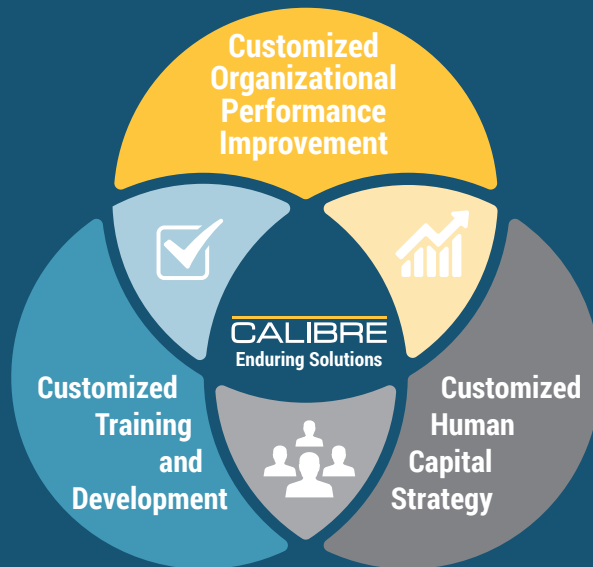 Customized
Organizational
Performance
Improvement
CALIBRE
Enduring Solutions
Customized
Training
and
Development
Customized
Human
Capital
Strategy